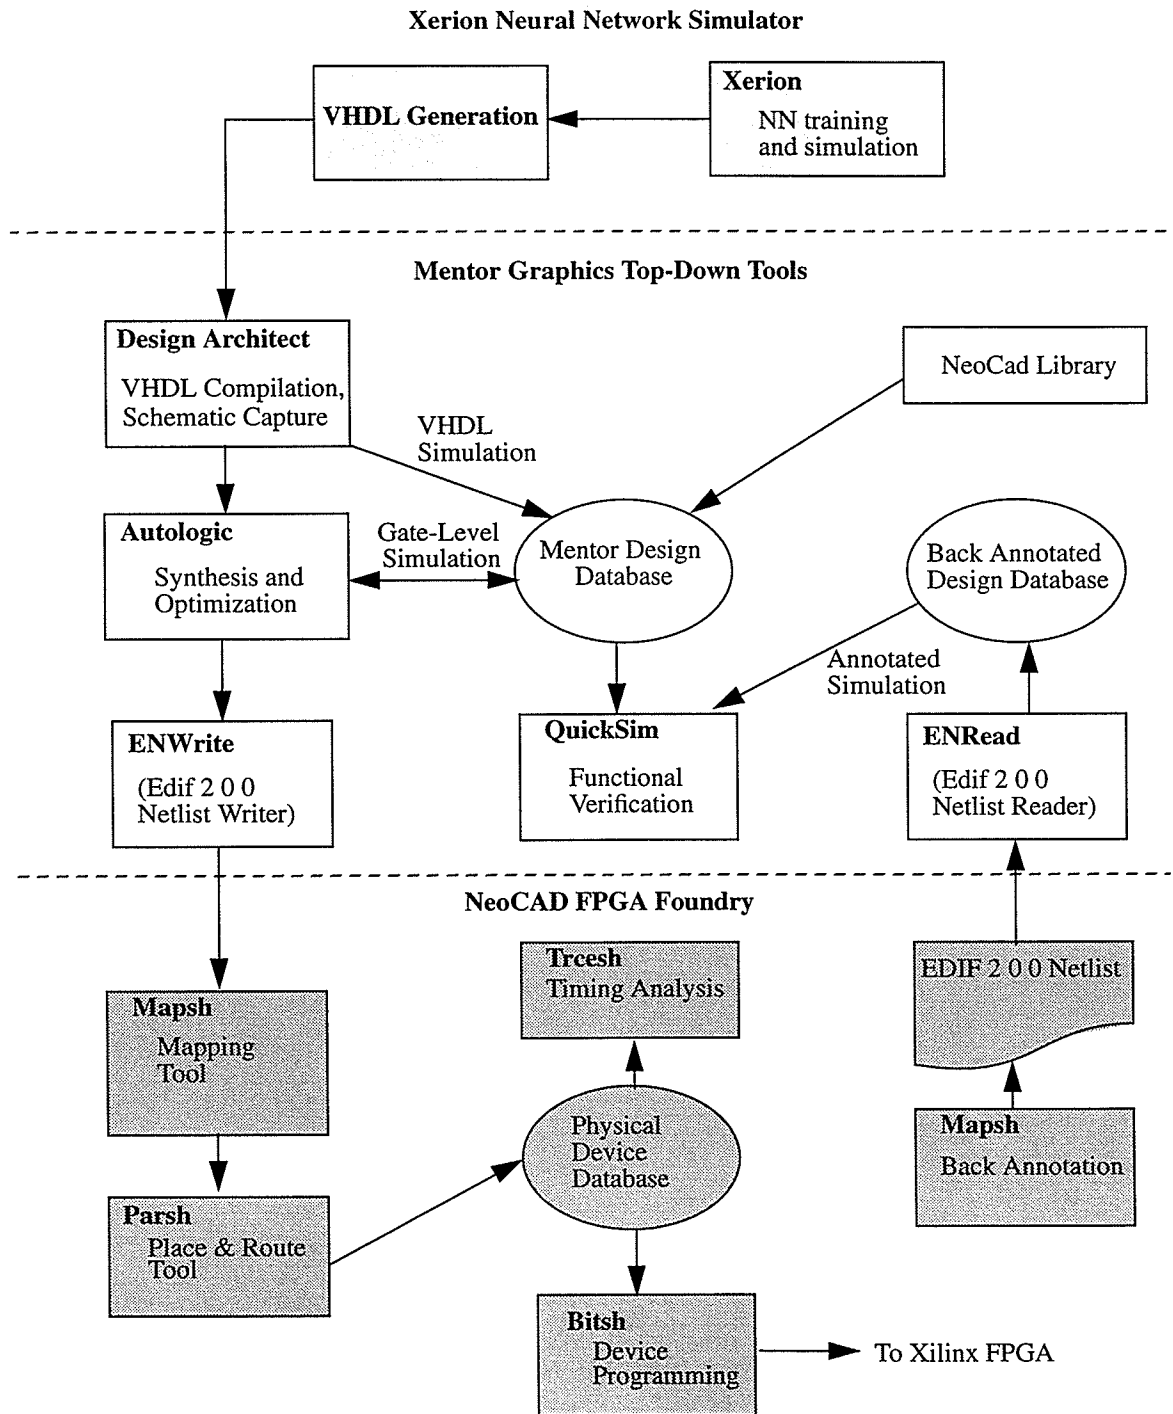 Xerion Neural Network Simulator
VHDL Generation
Xerion
NN training
and simulation
Mentor Graphics Top-Down Tools
Design Architect
VHDL Compilation,
Schematic Capture
NeoCad Library
VHDL
Simulation
Autologic
Synthesis and
Optimization
Gate-Level
Simulation
Mentor Design
Database
Back Annotated
Design Database
Annotated
Simulation
ENWrite
(Edif 2 0 0
Netlist Writer)
QuickSim
Functional
Verification
ENRead
(Edif 2 0 0
Netlist Reader)
NeoCAD FPGA Foundry
Trcesh
Timing Analysis
EDIF 2 0 0 Netlist
Mapsh
Mapping
Tool
Physical
Device
Database
Mapsh
Back Annotation
Parsh
Place & Route
Tool
Bitsh
Device
Programming
To Xilinx FPGA